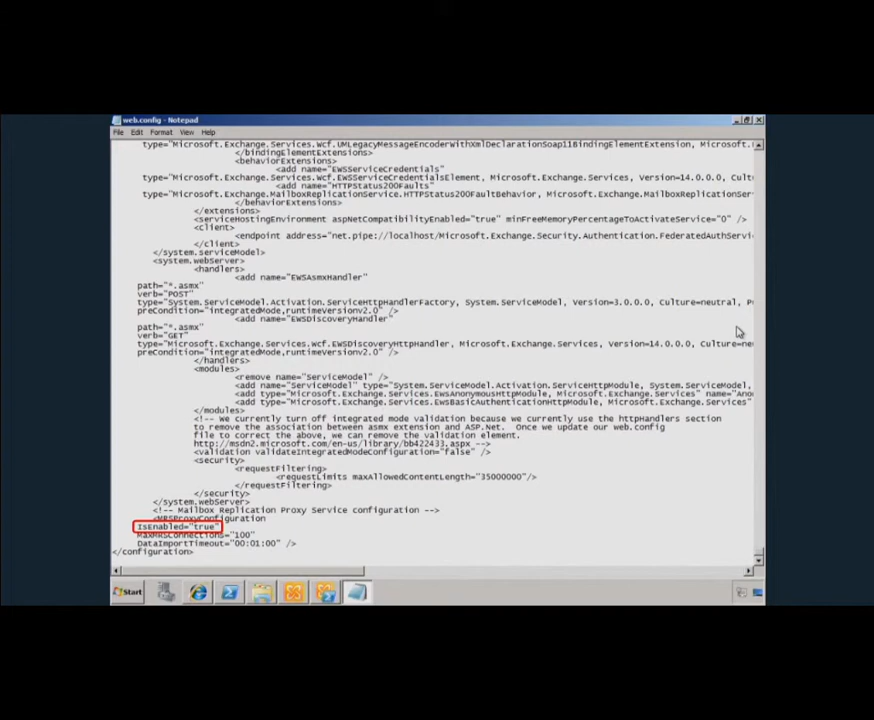 web.config - Notepad
File Edit Format View Help
type="Microsoft.Exchange.Services.Wcf.UMLegacyMessageEncoderWithXmlDeclarationSoap11BindingElementExtension, Microsoft.
</bindingElementExtensions>
<behaviorExtensions>
<add name="EWSServiceCredentials"
type="Microsoft.Exchange.Services.Wcf.EWSServiceCredentialsElement, Microsoft.Exchange.Services, Version=14.0.0.0, Cult
<add name="HTTPStatus200Faults"
type="Microsoft.Exchange.MailboxReplicationService.HTTPStatus200FaultBehavior, Microsoft.Exchange.MailboxReplicationSer
</behaviorExtensions>
</extensions>
<serviceHostingEnvironment aspNetCompatibilityEnabled="true" minFreeMemoryPercentageToActivateService="0" />
<client>
<endpoint address="net.pipe://localhost/Microsoft.Exchange.Security.Authentication.FederatedAuthServi
</client>
</system.serviceModel>
<system.webServer>
<handlers>
<add name="EWSAsmxHandler"
path="*.asmx"
verb="POST"
type="System.ServiceModel.Activation.ServiceHttpHandlerFactory, System.ServiceModel, Version=3.0.0.0, Culture=neutral, P
preCondition="integratedMode,runtimeVersionv2.0" />
<add name="EWSDiscoveryHandler"
path="*.asmx"
verb="GET"
type="Microsoft.Exchange.Services.Wcf.EWSDiscoveryHttpHandler, Microsoft.Exchange.Services, Version=14.0.0.0, Culture=ne
preCondition="integratedMode,runtimeVersionv2.0" />
</handlers>
<modules>
<remove name="ServiceModel" />
<add name="ServiceModel" type="System.ServiceModel.Activation.ServiceHttpModule, System.ServiceModel,
<add type="Microsoft.Exchange.Services.EwsAnonymousHttpModule, Microsoft.Exchange.Services" name="Ano
<add type="Microsoft.Exchange.Services.EwsBasicAuthenticationHttpModule, Microsoft.Exchange.Services"
</modules>
<!-- We currently turn off integrated mode validation because we currently use the httpHandlers section
to remove the association between asmx extension and ASP.Net. Once we update our web.config
file to correct the above, we can remove the validation element.
http://msdn2.microsoft.com/en-us/library/bb422433.aspx -->
<validation validateIntegratedModeConfiguration="false" />
<security>
<requestFiltering>
<requestLimits maxAllowedContentLength="35000000"/>
</requestFiltering>
</security>
</system.webServer>
<!-- Mailbox Replication Proxy Service configuration -->
<MRSProxyConfiguration
IsEnabled="true"
MaxMRSConnections="100"
DataImportTimeout="00:01:00" />
</configuration>
Start